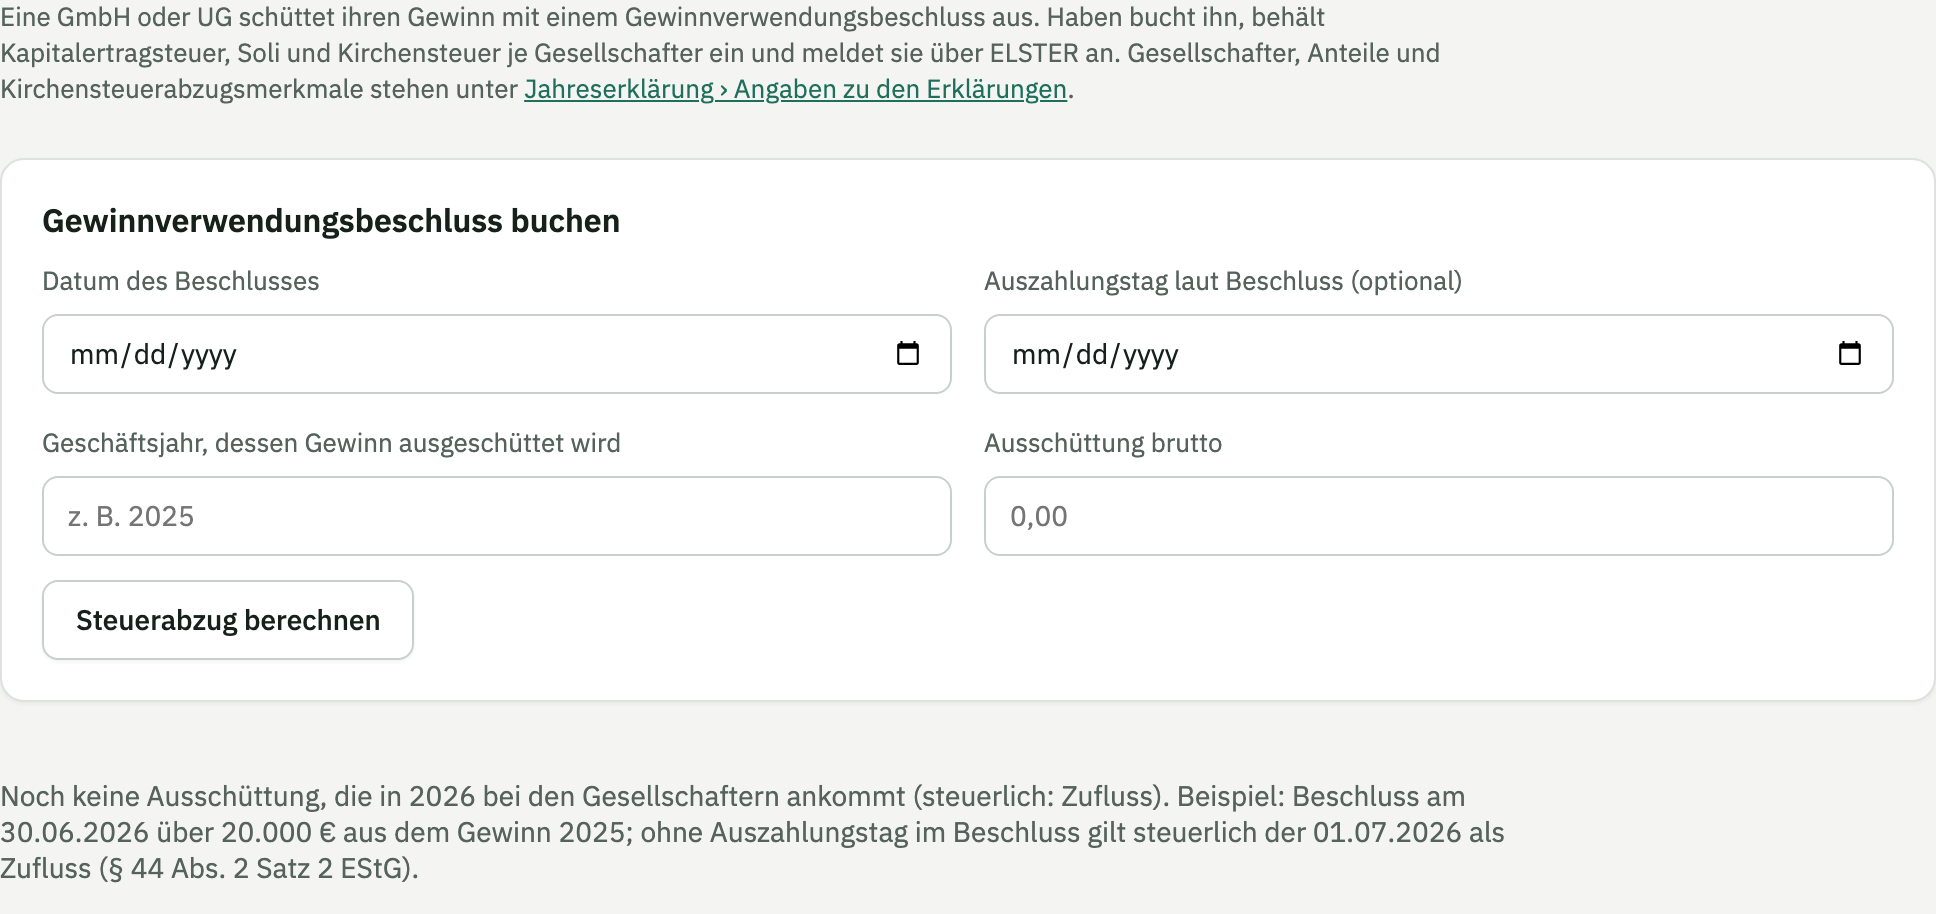 Eine GmbH oder UG schüttet ihren Gewinn mit einem Gewinnverwendungsbeschluss aus. Haben bucht ihn, behält
Kapitalertragsteuer, Soli und Kirchensteuer je Gesellschafter ein und meldet sie über ELSTER an. Gesellschafter, Anteile und
Kirchensteuerabzugsmerkmale stehen unter Jahreserklärung › Angaben zu den Erklärungen.
Gewinnverwendungsbeschluss buchen
Datum des Beschlusses
Auszahlungstag laut Beschluss (optional)
mm/dd/yyyy
mm/dd/yyyy
Geschäftsjahr, dessen Gewinn ausgeschüttet wird
Ausschüttung brutto
z. B. 2025
0,00
Steuerabzug berechnen
Noch keine Ausschüttung, die in 2026 bei den Gesellschaftern ankommt (steuerlich: Zufluss). Beispiel: Beschluss am
30.06.2026 über 20.000 € aus dem Gewinn 2025; ohne Auszahlungstag im Beschluss gilt steuerlich der 01.07.2026 als
Zufluss (§ 44 Abs. 2 Satz 2 EStG).